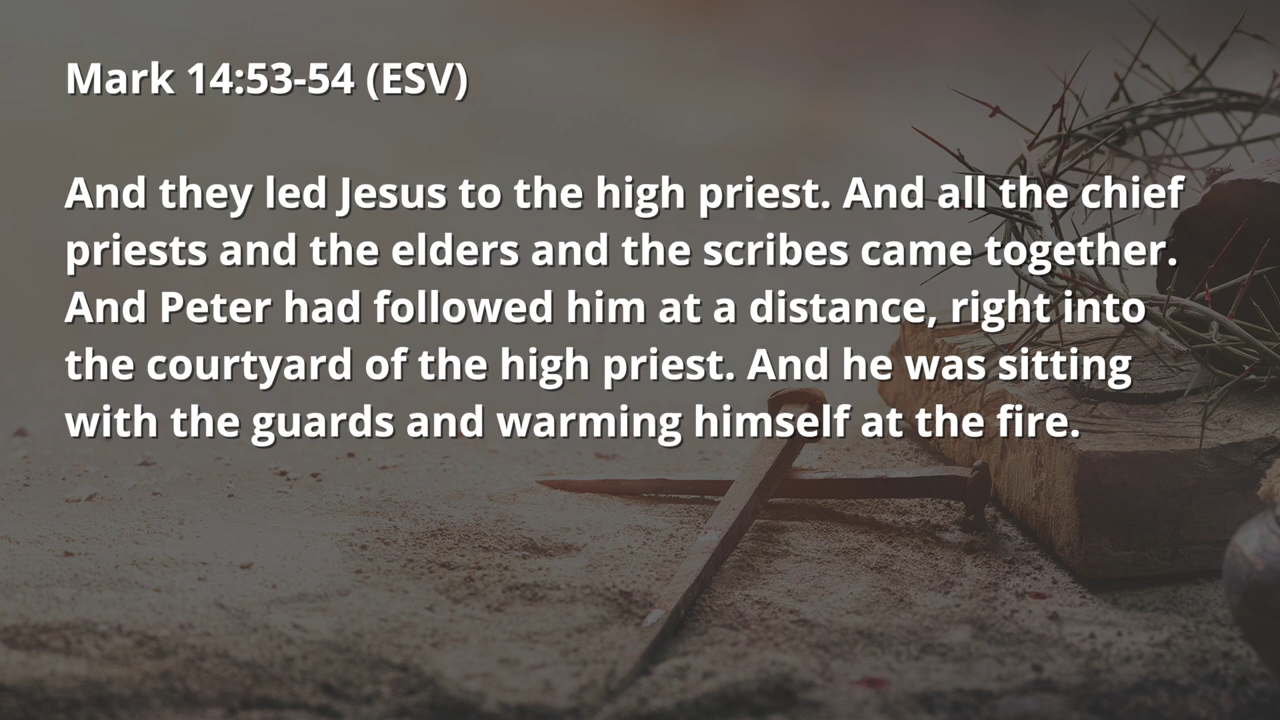 Mark 14:53-54 (ESV)
And they led Jesus to the high priest. And all the chief
priests and the elders and the scribes came together.
And Peter had followed him at a distance, right into
the courtyard of the high priest. And he was sitting
with the guards and warming himself at the fire.